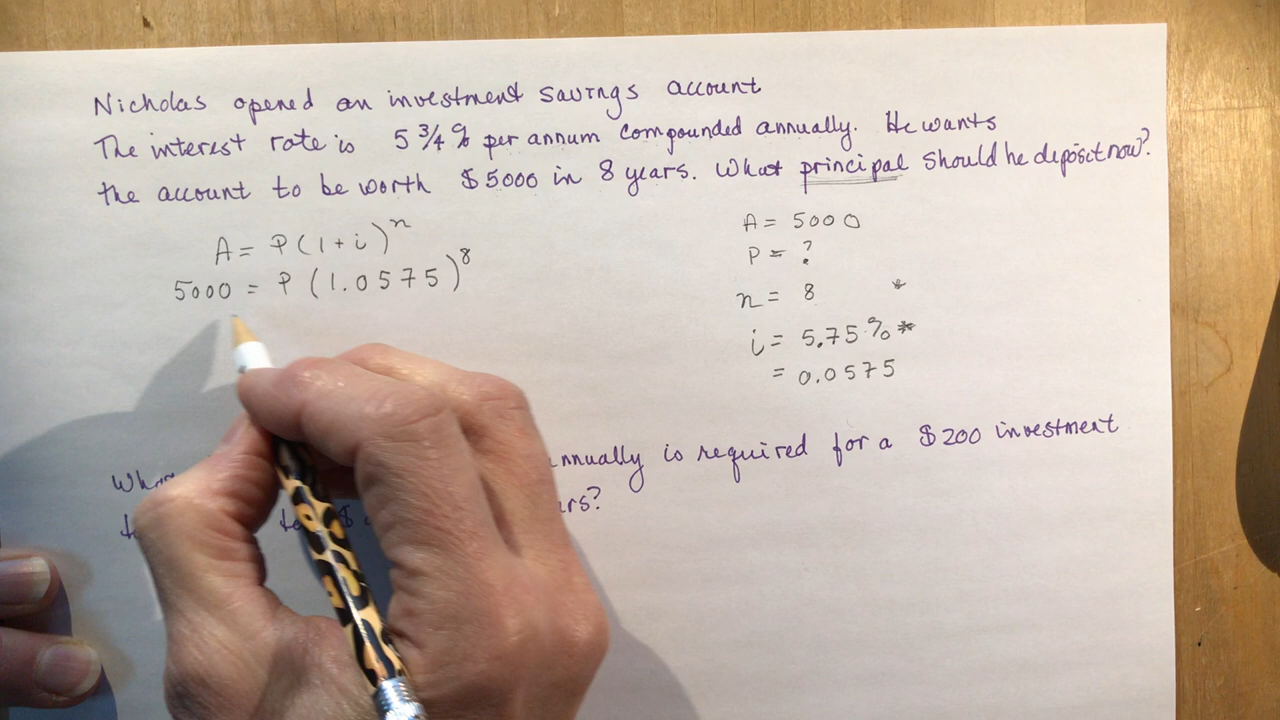 Nicholas opened an investment savings account
The interest rate is 5 3/4 % per annum compounded annually. He wants
the account to be worth $5000 in 8 years. What principal should he deposit now?
A = P(1+i)^n
5000 = P (1.0575)^8
A = 5000
P = ?
n = 8 *
i = 5.75% *
= 0.0575
annually is required for a $200 investment